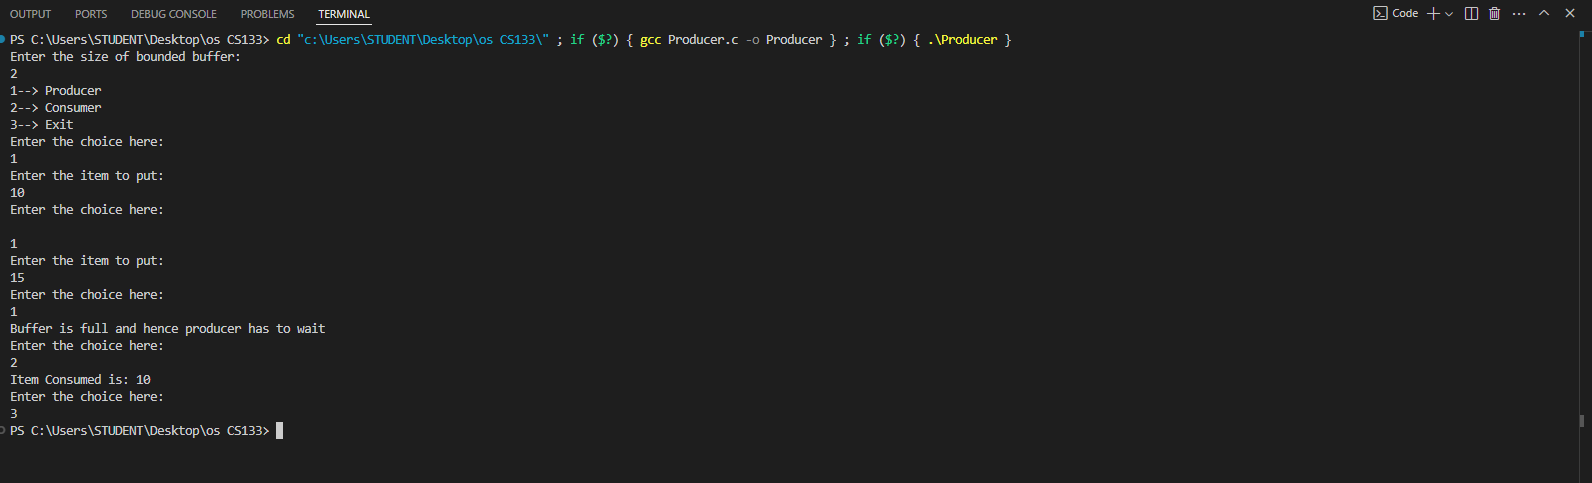 OUTPUT PORTS DEBUG CONSOLE PROBLEMS TERMINAL Code
PS C:\Users\STUDENT\Desktop\os CS133> cd "c:\Users\STUDENT\Desktop\os CS133\" ; if ($?) { gcc Producer.c -o Producer } ; if ($?) { .\Producer }
Enter the size of bounded buffer:
2
1--> Producer
2--> Consumer
3--> Exit
Enter the choice here:
1
Enter the item to put:
10
Enter the choice here:
1
Enter the item to put:
15
Enter the choice here:
1
Buffer is full and hence producer has to wait
Enter the choice here:
2
Item Consumed is: 10
Enter the choice here:
3
PS C:\Users\STUDENT\Desktop\os CS133>